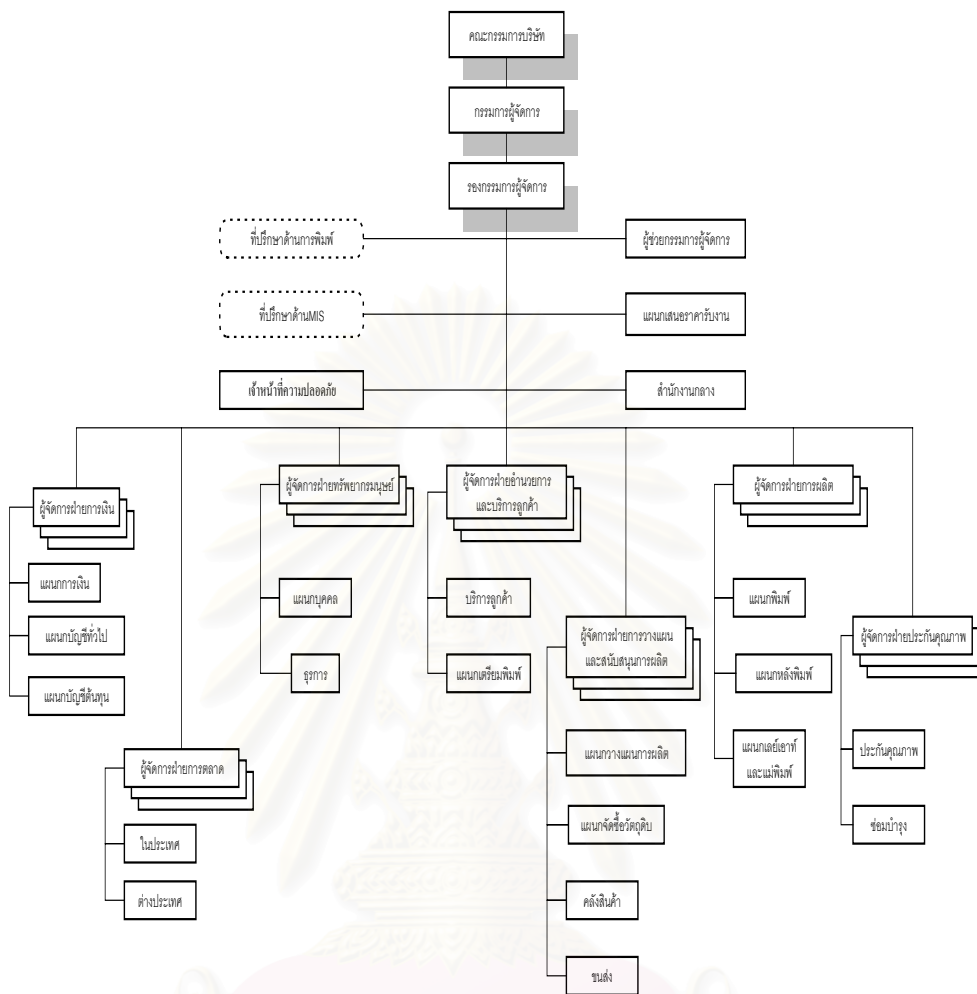 คณะกรรมการบริษัท
กรรมการผู้จัดการ
รองกรรมการผู้จัดการ
ที่ปรึกษาด้านการพิมพ์
ผู้ช่วยกรรมการผู้จัดการ
ที่ปรึกษาด้านMIS
แผนกเสนอราคารับงาน
เจ้าหน้าที่ความปลอดภัย
สำนักงานกลาง
ผู้จัดการฝ่ายการเงิน
แผนกการเงิน
แผนกบัญชีทั่วไป
แผนกบัญชีต้นทุน
ผู้จัดการฝ่ายการตลาด
ในประเทศ
ต่างประเทศ
ผู้จัดการฝ่ายทรัพยากรมนุษย์
แผนกบุคคล
ธุรการ
ผู้จัดการฝ่ายอำนวยการ
และบริการลูกค้า
บริการลูกค้า
แผนกเตรียมพิมพ์
ผู้จัดการฝ่ายการวางแผน
และสนับสนุนการผลิต
แผนกวางแผนการผลิต
แผนกจัดซื้อวัตถุดิบ
คลังสินค้า
ขนส่ง
ผู้จัดการฝ่ายการผลิต
แผนกพิมพ์
แผนกหลังพิมพ์
แผนกเลย์เอาท์
และแม่พิมพ์
ผู้จัดการฝ่ายประกันคุณภาพ
ประกันคุณภาพ
ซ่อมบำรุง